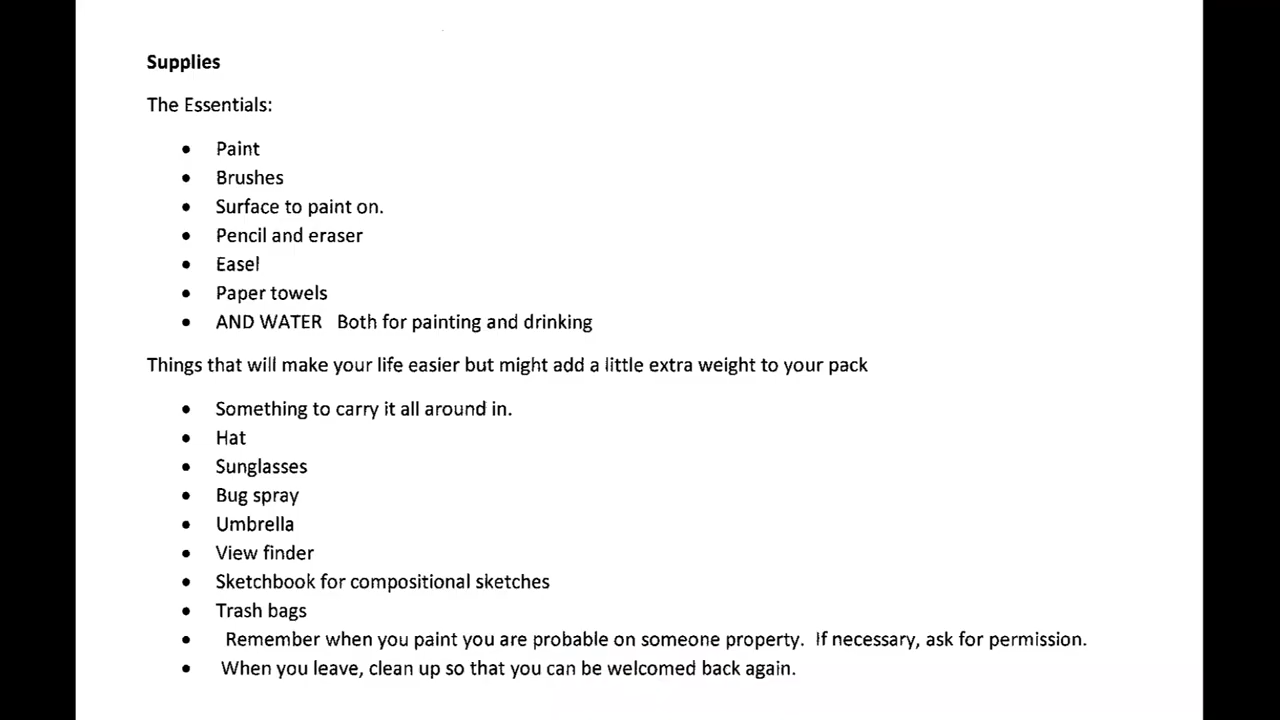 Supplies
The Essentials:
• Paint
• Brushes
• Surface to paint on.
• Pencil and eraser
• Easel
• Paper towels
• AND WATER   Both for painting and drinking
Things that will make your life easier but might add a little extra weight to your pack
• Something to carry it all around in.
• Hat
• Sunglasses
• Bug spray
• Umbrella
• View finder
• Sketchbook for compositional sketches
• Trash bags
• Remember when you paint you are probable on someone property.  If necessary, ask for permission.
• When you leave, clean up so that you can be welcomed back again.